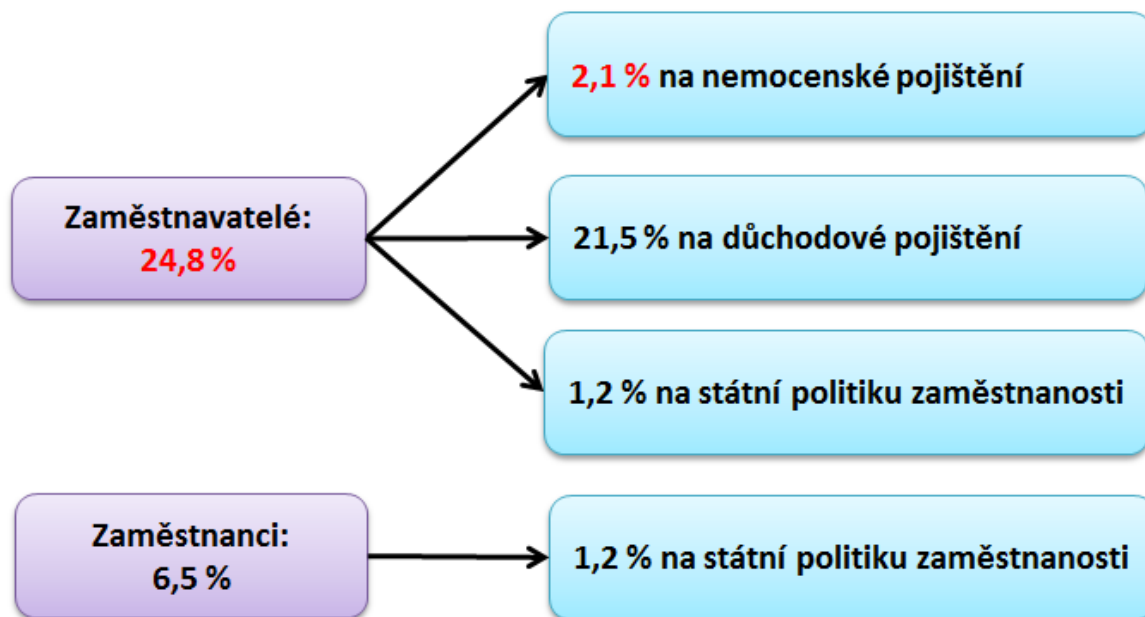 2,1 % na nemocenské pojištění
Zaměstnavatelé:
24,8 %
21,5 % na důchodové pojištění
1,2 % na státní politiku zaměstnanosti
Zaměstnanci:
6,5 %
1,2 % na státní politiku zaměstnanosti